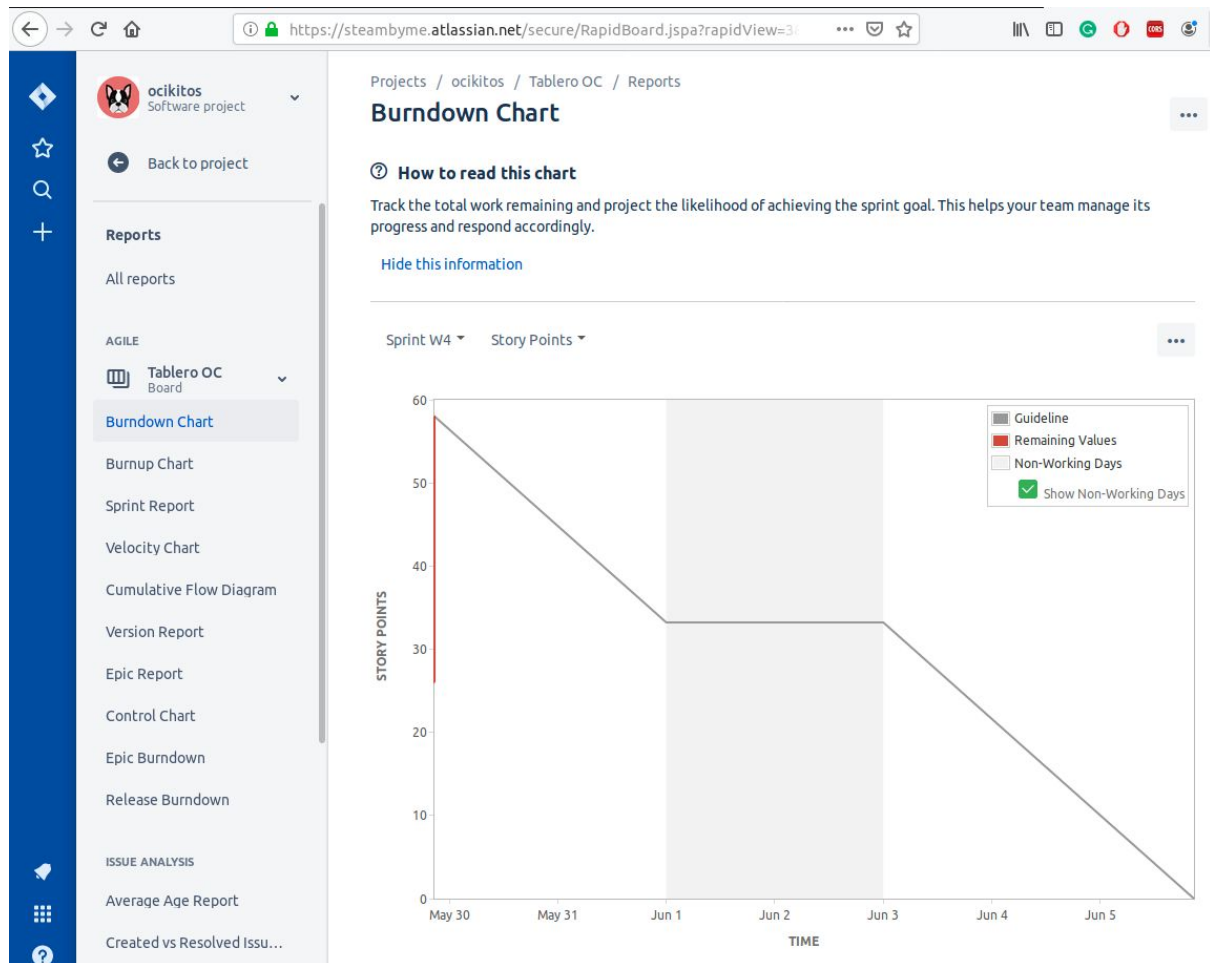 https://steambyme.atlassian.net/secure/RapidBoard.jspa?rapidView=3
CORS
ocikitos
Software project
Back to project
Reports
All reports
AGILE
Tablero OC
Board
Burndown Chart
Burnup Chart
Sprint Report
Velocity Chart
Cumulative Flow Diagram
Version Report
Epic Report
Control Chart
Epic Burndown
Release Burndown
ISSUE ANALYSIS
Average Age Report
Created vs Resolved Issu...
Projects / ocikitos / Tablero OC / Reports
Burndown Chart
How to read this chart
Track the total work remaining and project the likelihood of achieving the sprint goal. This helps your team manage its
progress and respond accordingly.
Hide this information
Sprint W4
Story Points
Guideline
Remaining Values
Non-Working Days
Show Non-Working Days
STORY POINTS
60
50
40
30
20
10
0
May 30
May 31
Jun 1
Jun 2
Jun 3
Jun 4
Jun 5
TIME